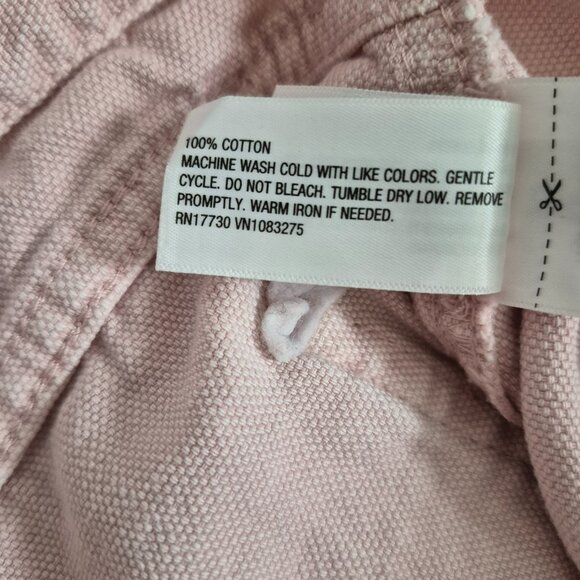 100% COTTON
MACHINE WASH COLD WITH LIKE COLORS. GENTLE
CYCLE. DO NOT BLEACH. TUMBLE DRY LOW. REMOVE
PROMPTLY. WARM IRON IF NEEDED.
RN17730 VN1083275